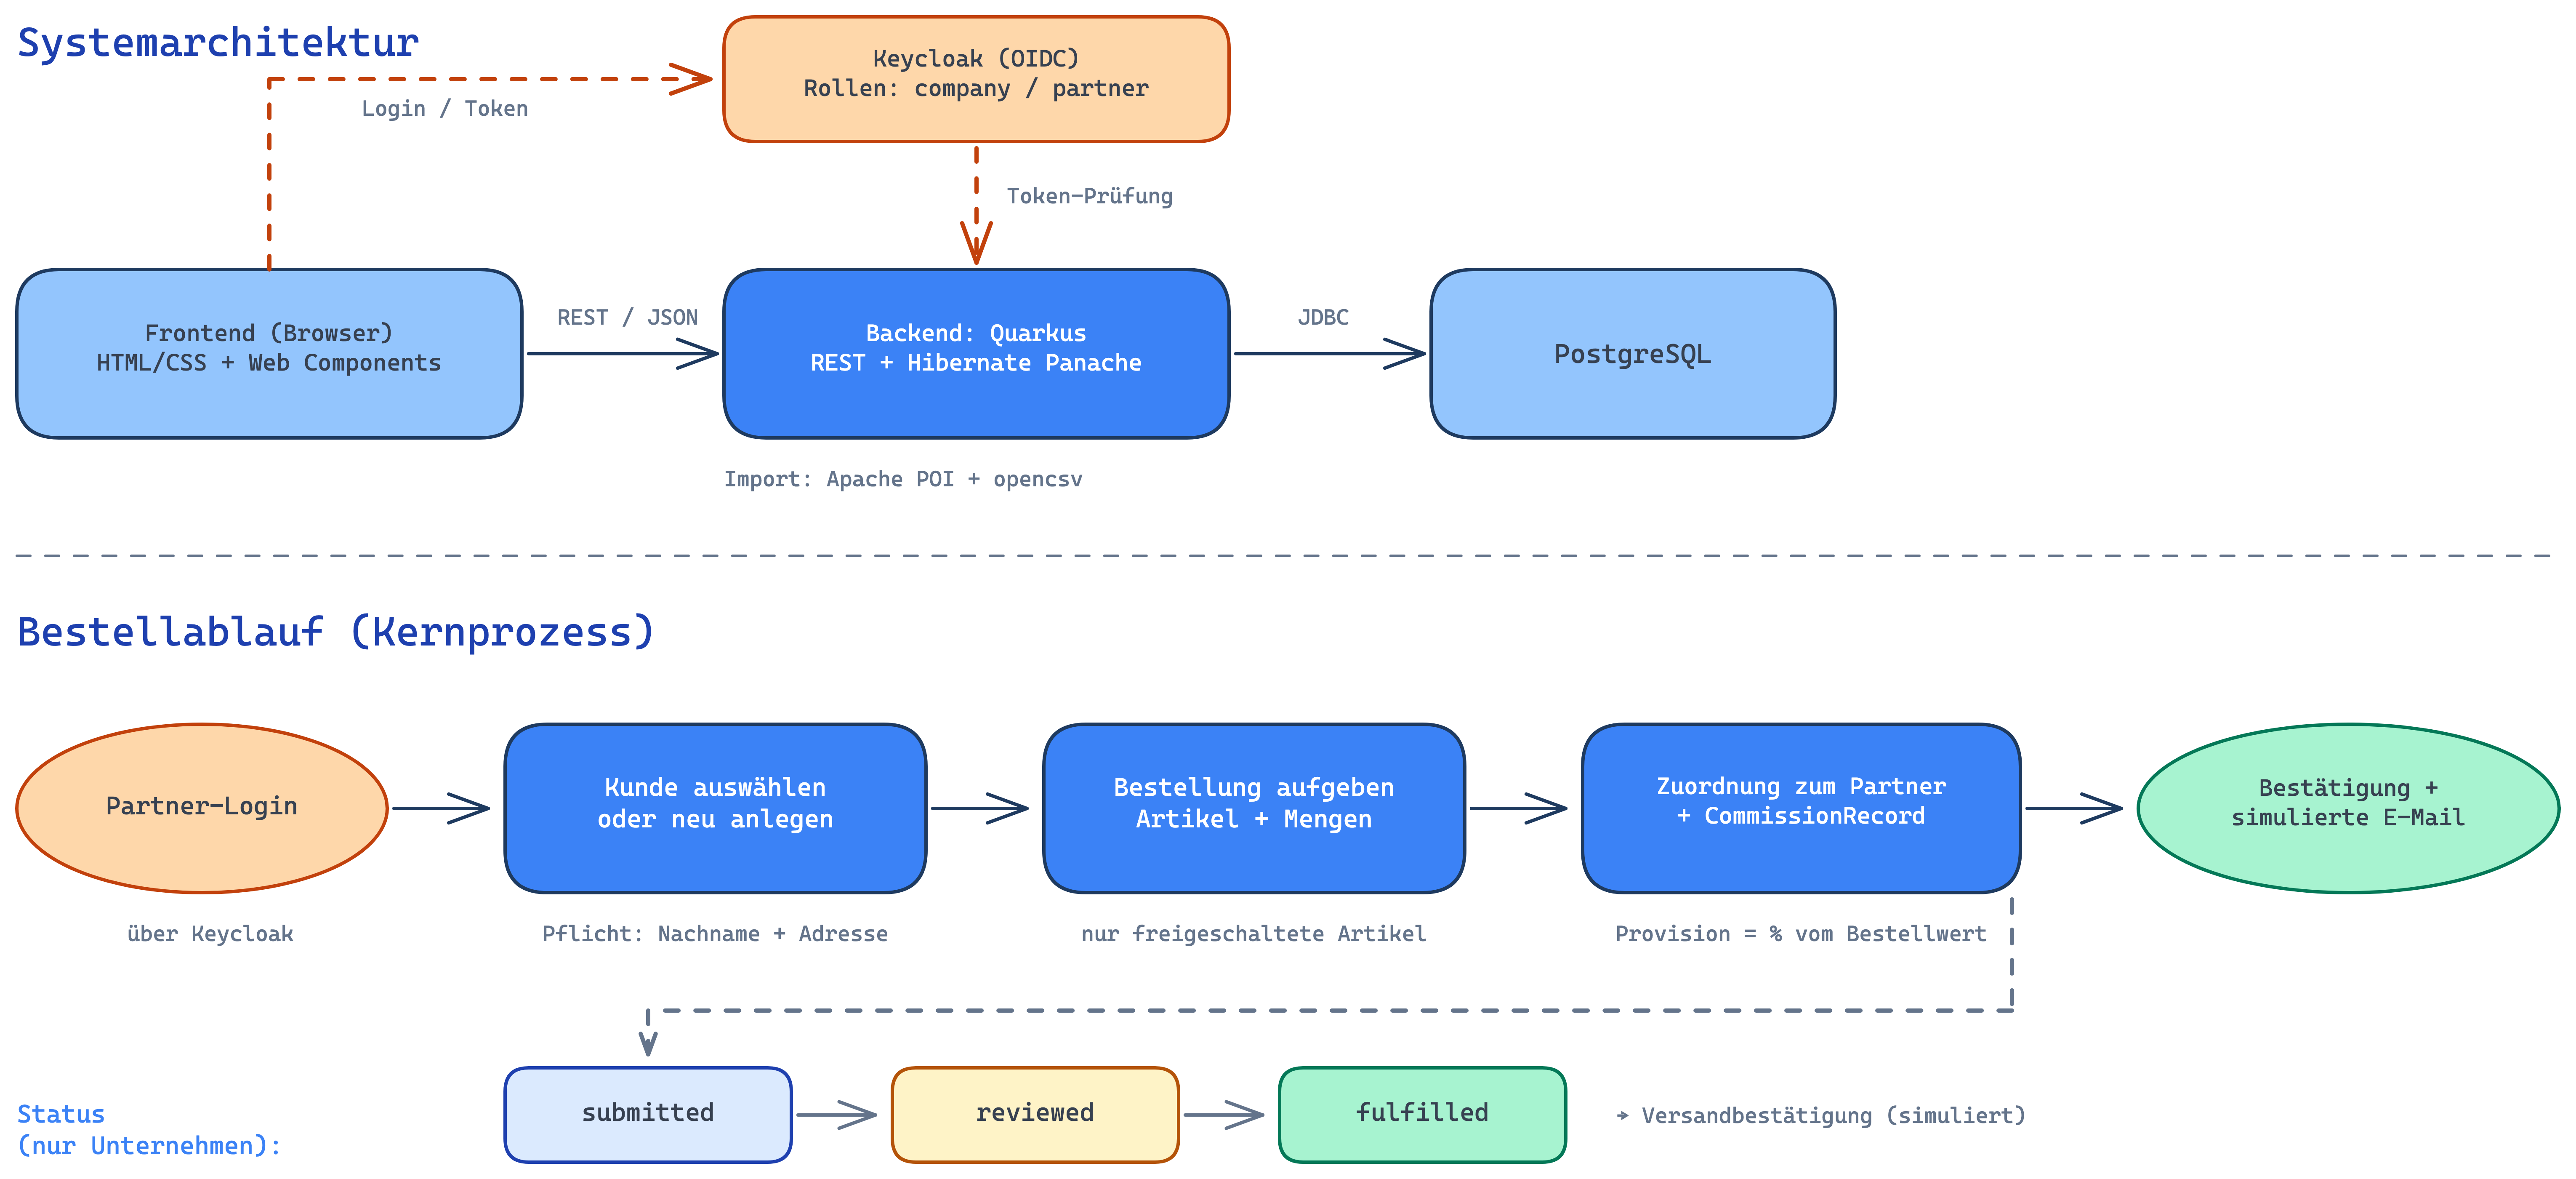 Systemarchitektur
Keycloak (OIDC)
Rollen: company / partner
Login / Token
Token-Prüfung
Frontend (Browser)
HTML/CSS + Web Components
REST / JSON
Backend: Quarkus
REST + Hibernate Panache
JDBC
PostgreSQL
Import: Apache POI + opencsv
Bestellablauf (Kernprozess)
Partner-Login
Kunde auswählen
oder neu anlegen
Bestellung aufgeben
Artikel + Mengen
Zuordnung zum Partner
+ CommissionRecord
Bestätigung +
simulierte E-Mail
über Keycloak
Pflicht: Nachname + Adresse
nur freigeschaltete Artikel
Provision = % vom Bestellwert
Status
(nur Unternehmen):
submitted
reviewed
fulfilled
→ Versandbestätigung (simuliert)